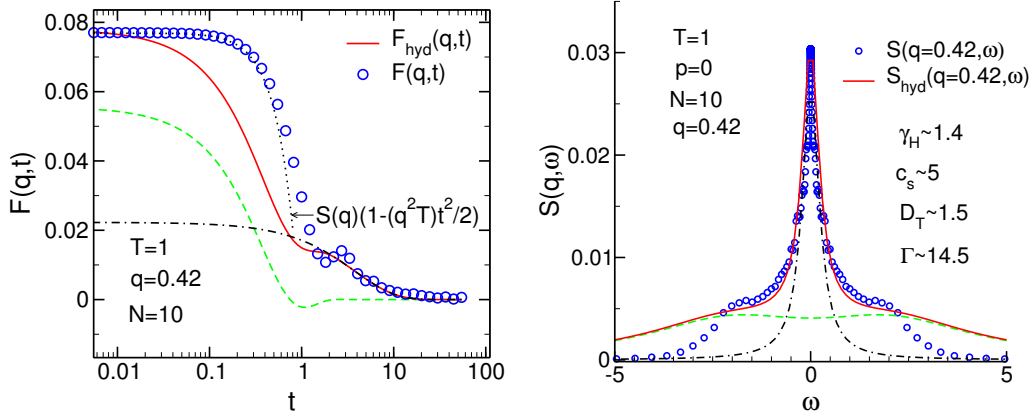 0.08
0.06
0.04
0.02
0
F(q,t)
F_hyd(q,t)
F(q,t)
S(q)(1-(q²T)t²/2)
T=1
q=0.42
N=10
0.01 0.1 1 10 100
t
0.03
0.02
0.01
0
S(q,ω)
T=1
p=0
N=10
q=0.42
S(q=0.42,ω)
S_hyd(q=0.42,ω)
γ_H~1.4
c_s~5
D_T~1.5
Γ~14.5
-5 0 5
ω